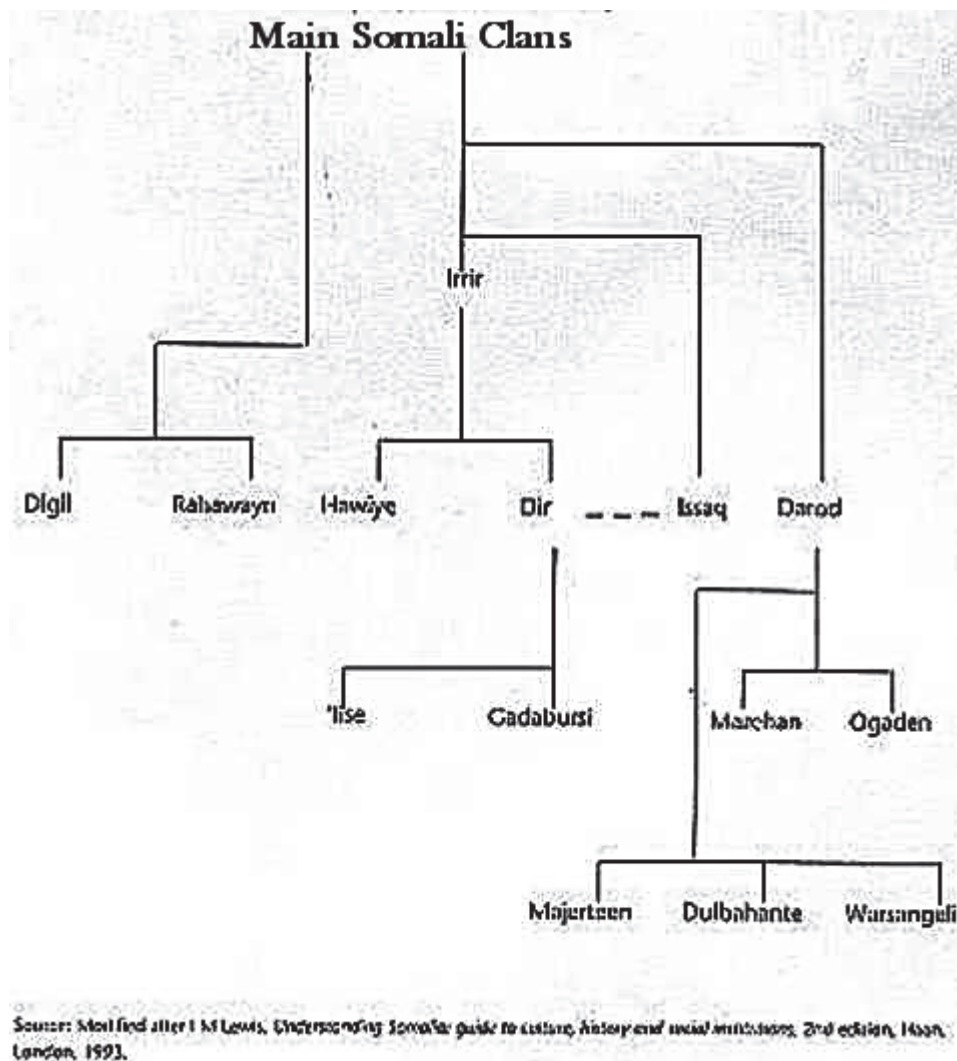 Main Somali Clans
Irrir
Digil Rahawayn Hawiye Dir Issaq Darod
'Iise Gadabursi Marehan Ogaden
Majerteen Dulbahante Warsangeli
Source: Modified after I M Lewis, Understanding Somalia: guide to culture, history and social institutions, 2nd edition, Haan,
London, 1993.